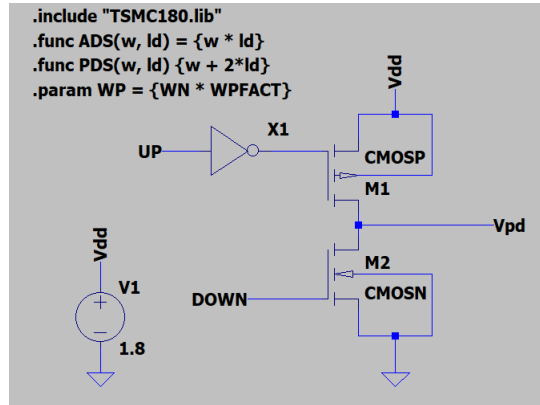 .include "TSMC180.lib"
.func ADS(w, ld) = {w * ld}
.func PDS(w, ld) {w + 2*ld}
.param WP = {WN * WPFACT}
Vdd
X1
UP
CMOSP
M1
Vpd
Vdd
M2
V1
DOWN
CMOSN
1.8